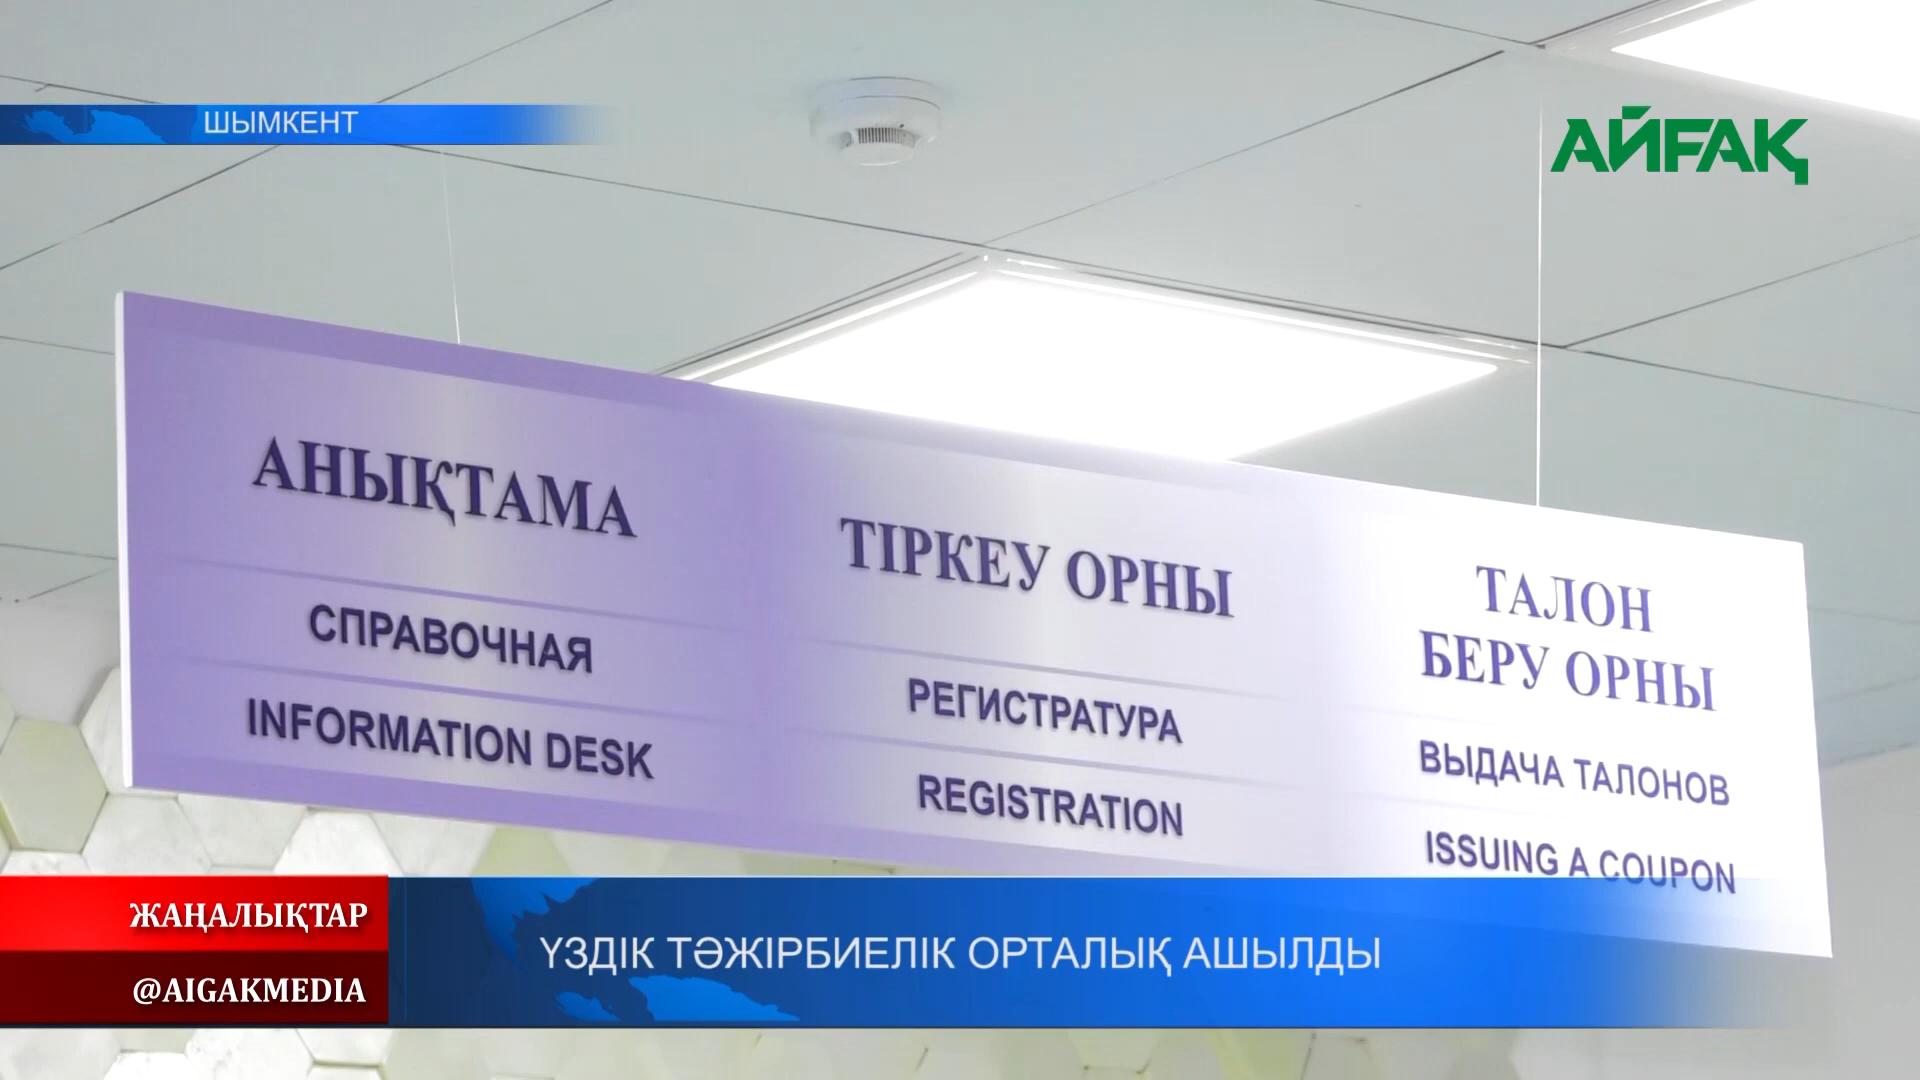 ШЫМКЕНТ
АЙҒАҚ
АНЫҚТАМА
СПРАВОЧНАЯ
INFORMATION DESK
ТІРКЕУ ОРНЫ
РЕГИСТРАТУРА
REGISTRATION
ТАЛОН
БЕРУ ОРНЫ
ВЫДАЧА ТАЛОНОВ
ISSUING A COUPON
ЖАҢАЛЫҚТАР
@AIGAKMEDIA
ҮЗДІК ТӘЖІРБИЕЛІК ОРТАЛЫҚ АШЫЛДЫ